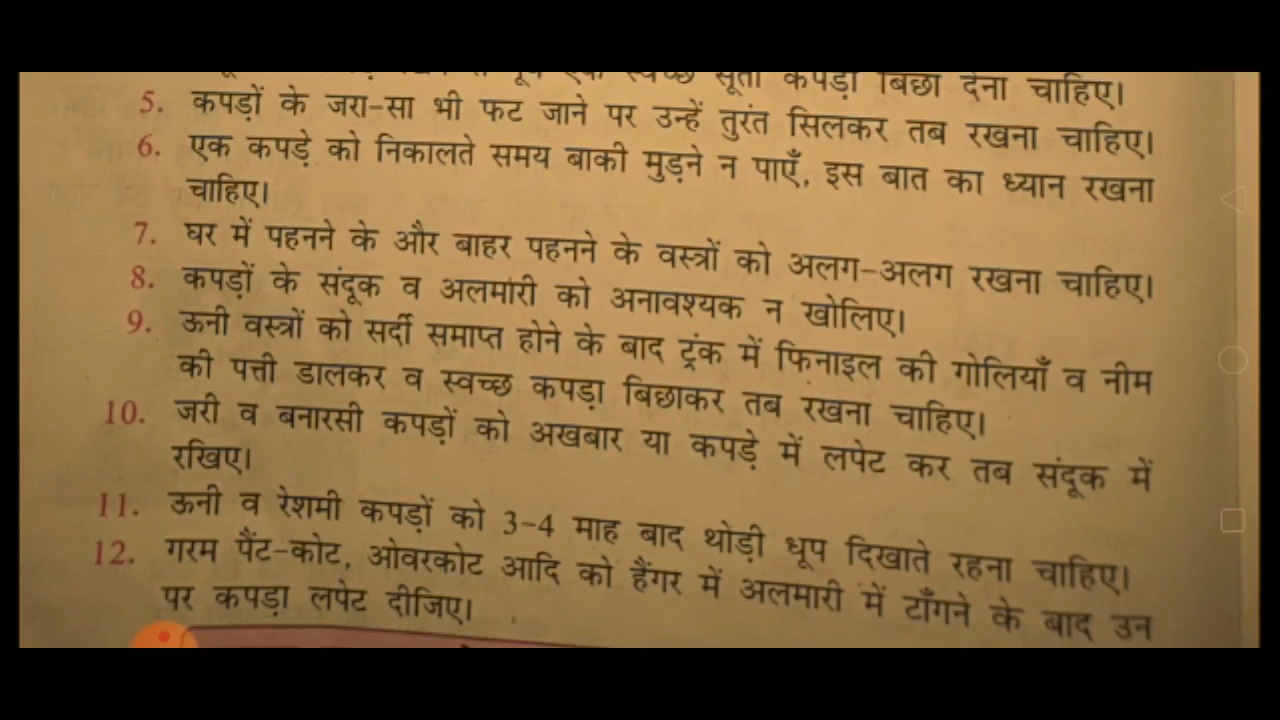 एक स्वच्छ सूती कपड़ा बिछा देना चाहिए।
5. कपड़ों के जरा-सा भी फट जाने पर उन्हें तुरंत सिलकर तब रखना चाहिए।
6. एक कपड़े को निकालते समय बाकी मुड़ने न पाएँ, इस बात का ध्यान रखना
चाहिए।
7. घर में पहनने के और बाहर पहनने के वस्त्रों को अलग-अलग रखना चाहिए।
8. कपड़ों के संदूक व अलमारी को अनावश्यक न खोलिए।
9. ऊनी वस्त्रों को सर्दी समाप्त होने के बाद ट्रंक में फिनाइल की गोलियाँ व नीम
की पत्ती डालकर व स्वच्छ कपड़ा बिछाकर तब रखना चाहिए।
10. जरी व बनारसी कपड़ों को अखबार या कपड़े में लपेट कर तब संदूक में
रखिए।
11. ऊनी व रेशमी कपड़ों को 3-4 माह बाद थोड़ी धूप दिखाते रहना चाहिए।
12. गरम पैंट-कोट, ओवरकोट आदि को हैंगर में अलमारी में टाँगने के बाद उन
पर कपड़ा लपेट दीजिए।